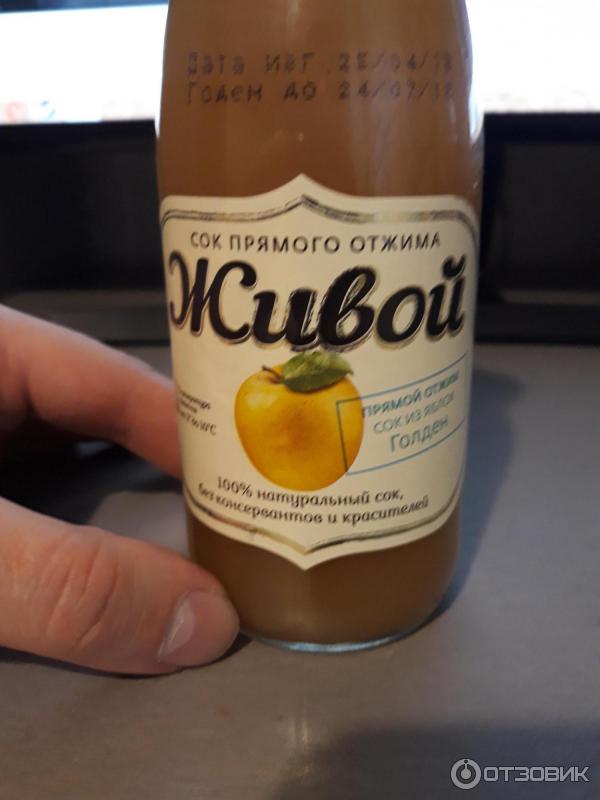 Дата ИЗГ 25/04/18
Годен до 24/07/18
СОК ПРЯМОГО ОТЖИМА
Живой
ПРЯМОЙ ОТЖИМ
СОК ИЗ ЯБЛОК
Голден
100% натуральный сок,
без консервантов и красителей
ОТЗОВИК